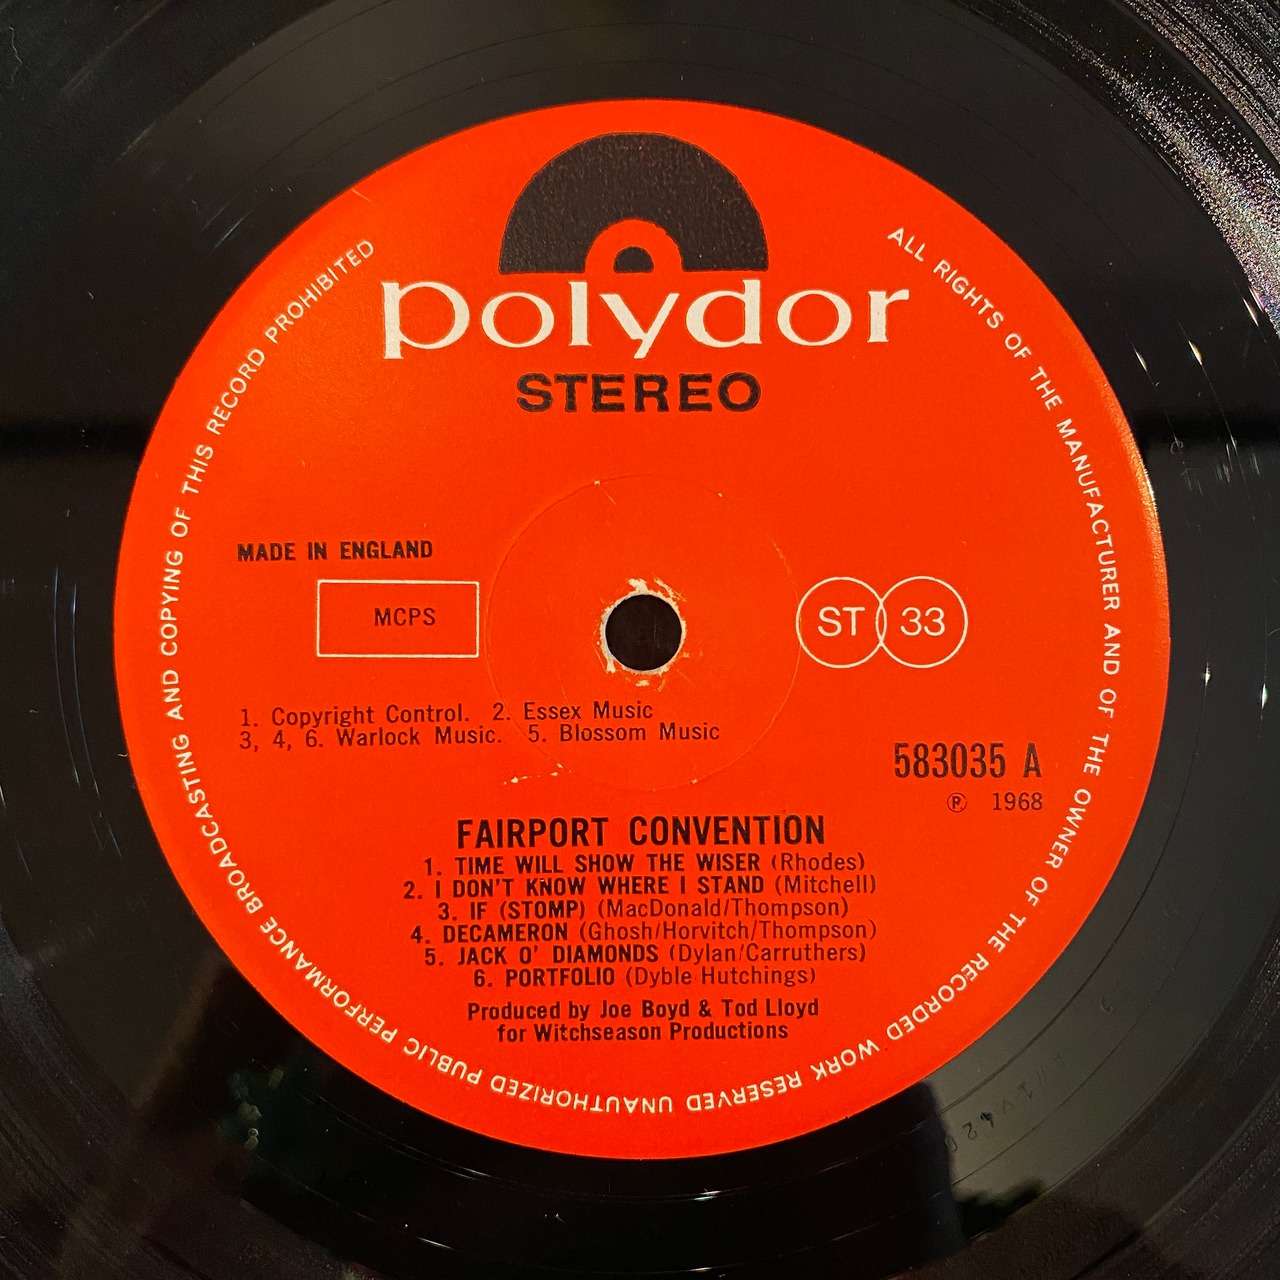 polydor
STEREO
ALL RIGHTS OF THE MANUFACTURER AND OF THE OWNER OF THE RECORDED WORK RESERVED UNAUTHORIZED PUBLIC PERFORMANCE BROADCASTING AND COPYING OF THIS RECORD PROHIBITED
MADE IN ENGLAND
MCPS
ST 33
1. Copyright Control. 2. Essex Music
3, 4, 6. Warlock Music. 5. Blossom Music
583035 A
℗ 1968
FAIRPORT CONVENTION
1. TIME WILL SHOW THE WISER (Rhodes)
2. I DON'T KNOW WHERE I STAND (Mitchell)
3. IF (STOMP) (MacDonald/Thompson)
4. DECAMERON (Ghosh/Horvitch/Thompson)
5. JACK O' DIAMONDS (Dylan/Carruthers)
6. PORTFOLIO (Dyble/Hutchings)
Produced by Joe Boyd & Tod Lloyd
for Witchseason Productions